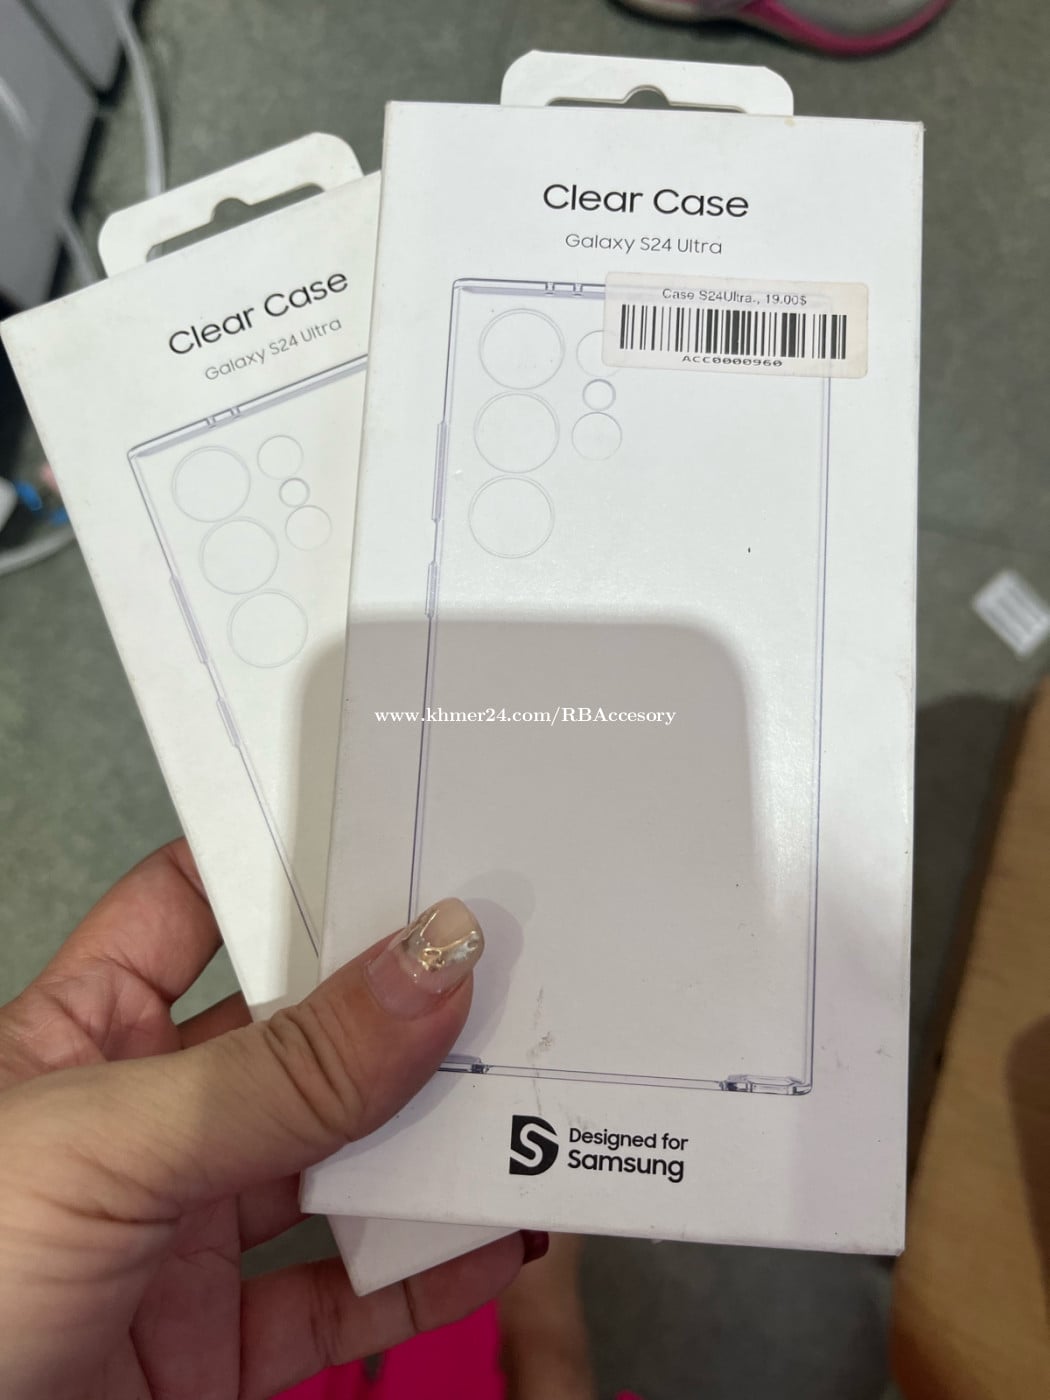 Clear Case
Galaxy S24 Ultra
Case S24Ultra., 19.00$
ACC0000960
Clear Case
Galaxy S24 Ultra
www.khmer24.com/RBAccesory
Designed for
Samsung